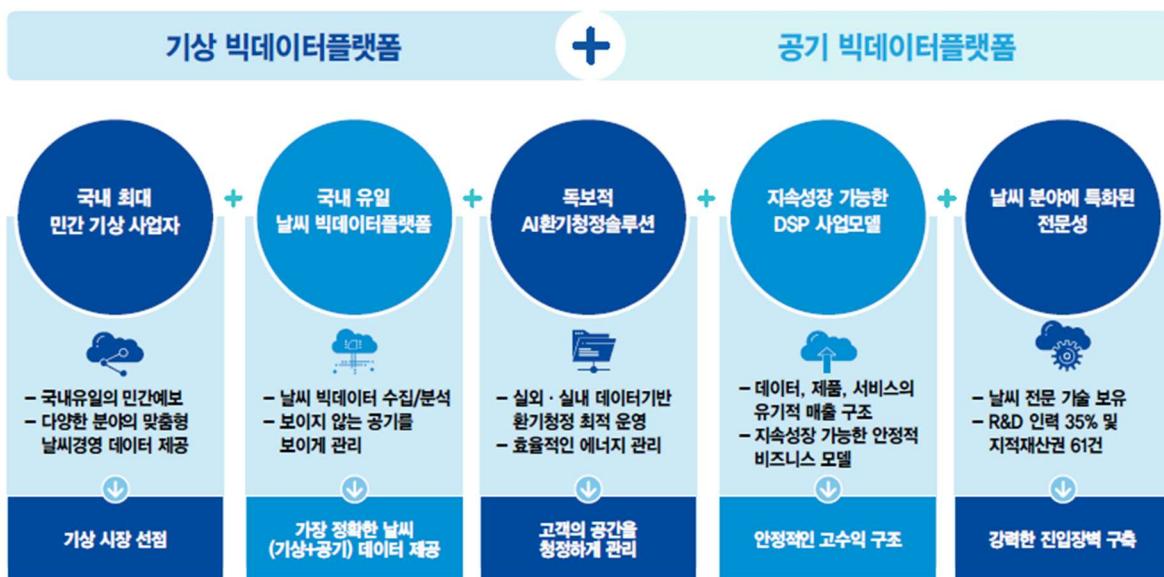 기상 빅데이터플랫폼
+
공기 빅데이터플랫폼
국내 최대
민간 기상 사업자
+
국내 유일
날씨 빅데이터플랫폼
+
독보적
AI환기청정솔루션
+
지속성장 가능한
DSP 사업모델
+
날씨 분야에 특화된
전문성
– 국내유일의 민간예보
– 다양한 분야의 맞춤형
날씨경영 데이터 제공
– 날씨 빅데이터 수집/분석
– 보이지 않는 공기를
보이게 관리
– 실외 · 실내 데이터기반
환기청정 최적 운영
– 효율적인 에너지 관리
– 데이터, 제품, 서비스의
유기적 매출 구조
– 지속성장 가능한 안정적
비즈니스 모델
– 날씨 전문 기술 보유
– R&D 인력 35% 및
지적재산권 61건
기상 시장 선점
가장 정확한 날씨
(기상+공기) 데이터 제공
고객의 공간을
청정하게 관리
안정적인 고수익 구조
강력한 진입장벽 구축